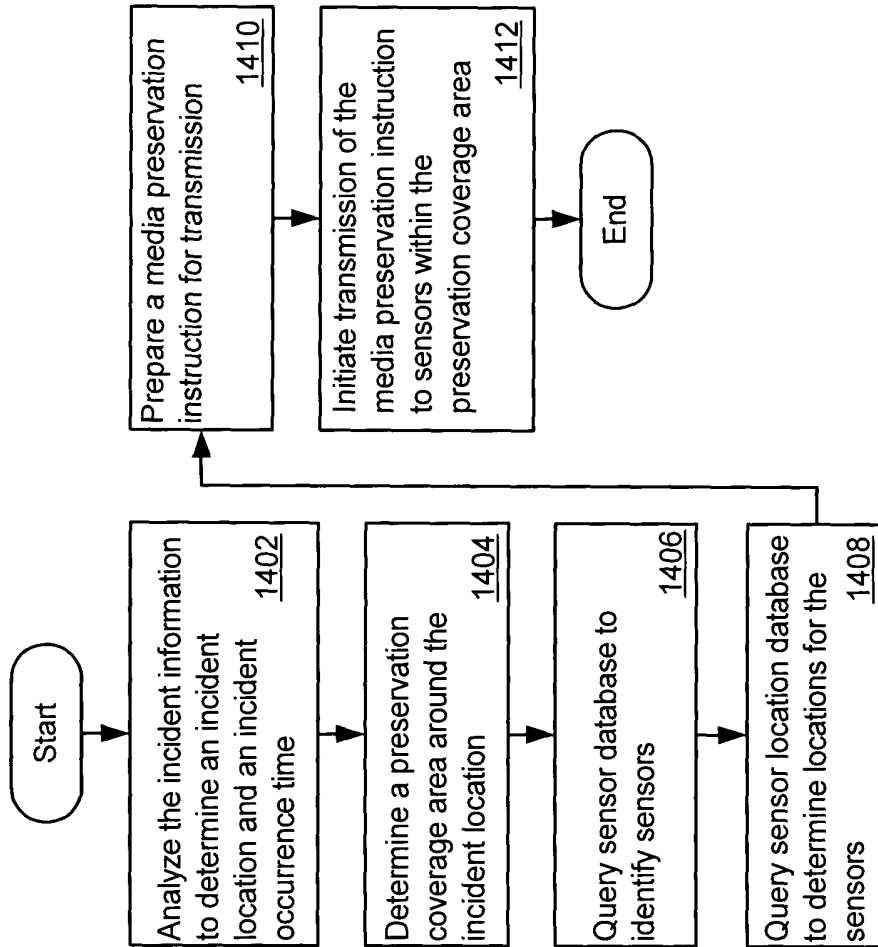 Start
Analyze the incident information
to determine an incident
location and an incident
occurrence time
1402
Determine a preservation
coverage area around the
incident location
1404
Query sensor database to
identify sensors
1406
Query sensor location database
to determine locations for the
sensors
1408
Prepare a media preservation
instruction for transmission
1410
Initiate transmission of the
media preservation instruction
to sensors within the
preservation coverage area
1412
End